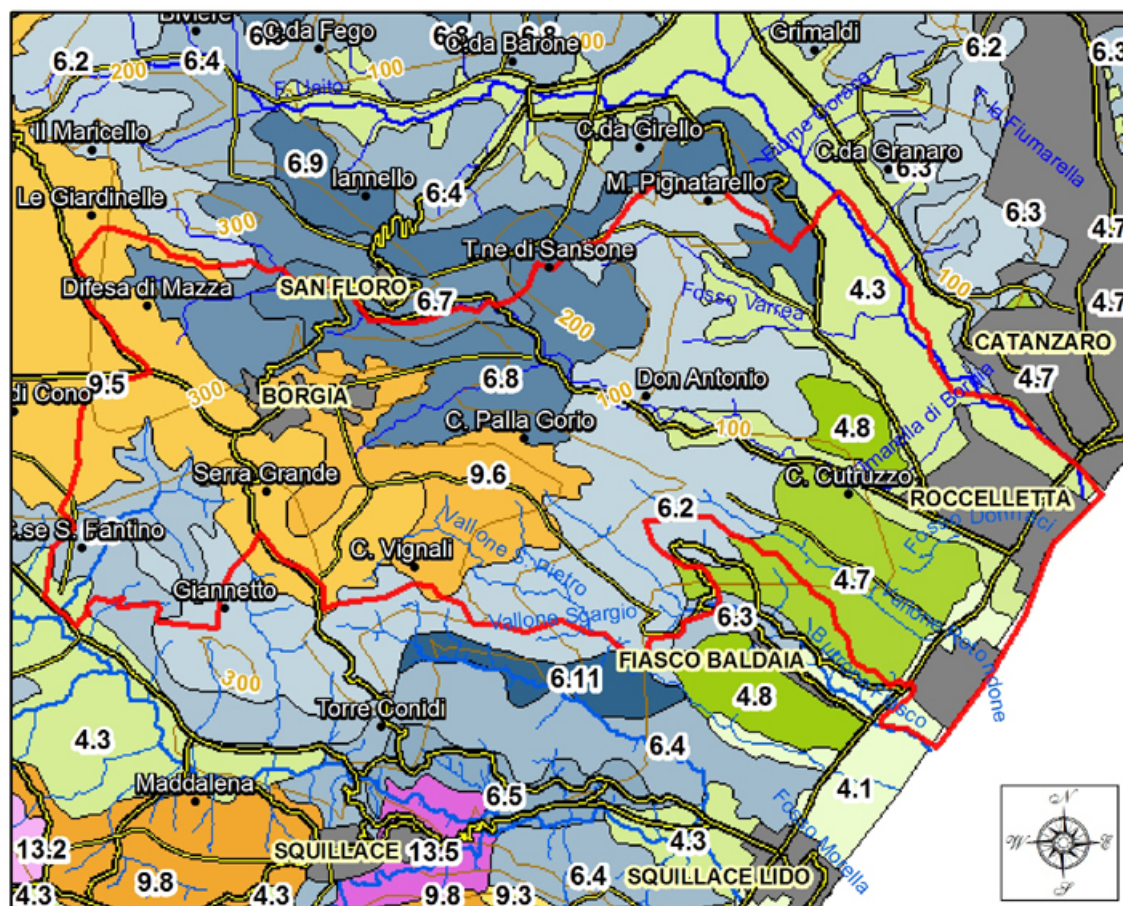 Biviere
C.da Fego
C.da Barone
6.8
100
Grimaldi
6.2
6.3
6.2
200
6.4
100
F. Usito
Fiume Corace
F. la Fiumarella
Il Maricello
C.da Girello
C.da Granaro
6.3
6.9
Iannello
6.4
M. Pignatarello
Le Giardinelle
300
6.3
4.7
T.ne di Sansone
Difesa di Mazza
SAN FLORO
6.7
Fosso Varrea
4.3
100
4.7
200
CATANZARO
9.5
6.8
Don Antonio
4.7
di Cono
300
BORGIA
100
C. Palla Gorio
100
4.8
Serra Grande
9.6
C. Cutruzzo
ROCCELLETTA
6.2
S. Fantino
Vallone S. Pietro
C. Vignali
4.7
Giannetto
Vallone Scargio
6.3
300
FIASCO BALDAIA
6.11
4.8
Torre Conidi
4.3
6.4
Maddalena
6.5
4.1
Fosso Morella
4.3
N
W
E
S
13.2
SQUILLACE
13.5
SQUILLACE LIDO
4.3
9.8
4.3
9.8
9.3
6.4